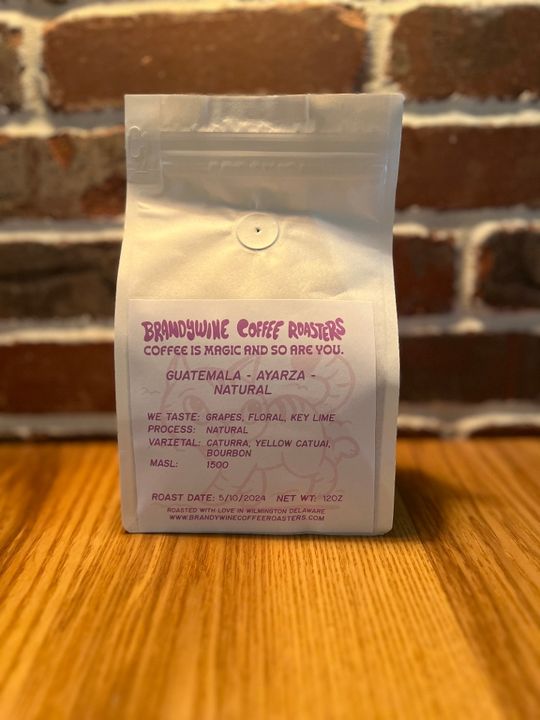 BRANDYWINE COFFEE ROASTERS
COFFEE IS MAGIC AND SO ARE YOU.
GUATEMALA - AYARZA -
NATURAL
WE TASTE: GRAPES, FLORAL, KEY LIME
PROCESS: NATURAL
VARIETAL: CATURRA, YELLOW CATUAI,
BOURBON
MASL: 1500
ROAST DATE: 5/10/2024 NET WT: 12OZ
ROASTED WITH LOVE IN WILMINGTON DELAWARE
WWW.BRANDYWINECOFFEEROASTERS.COM